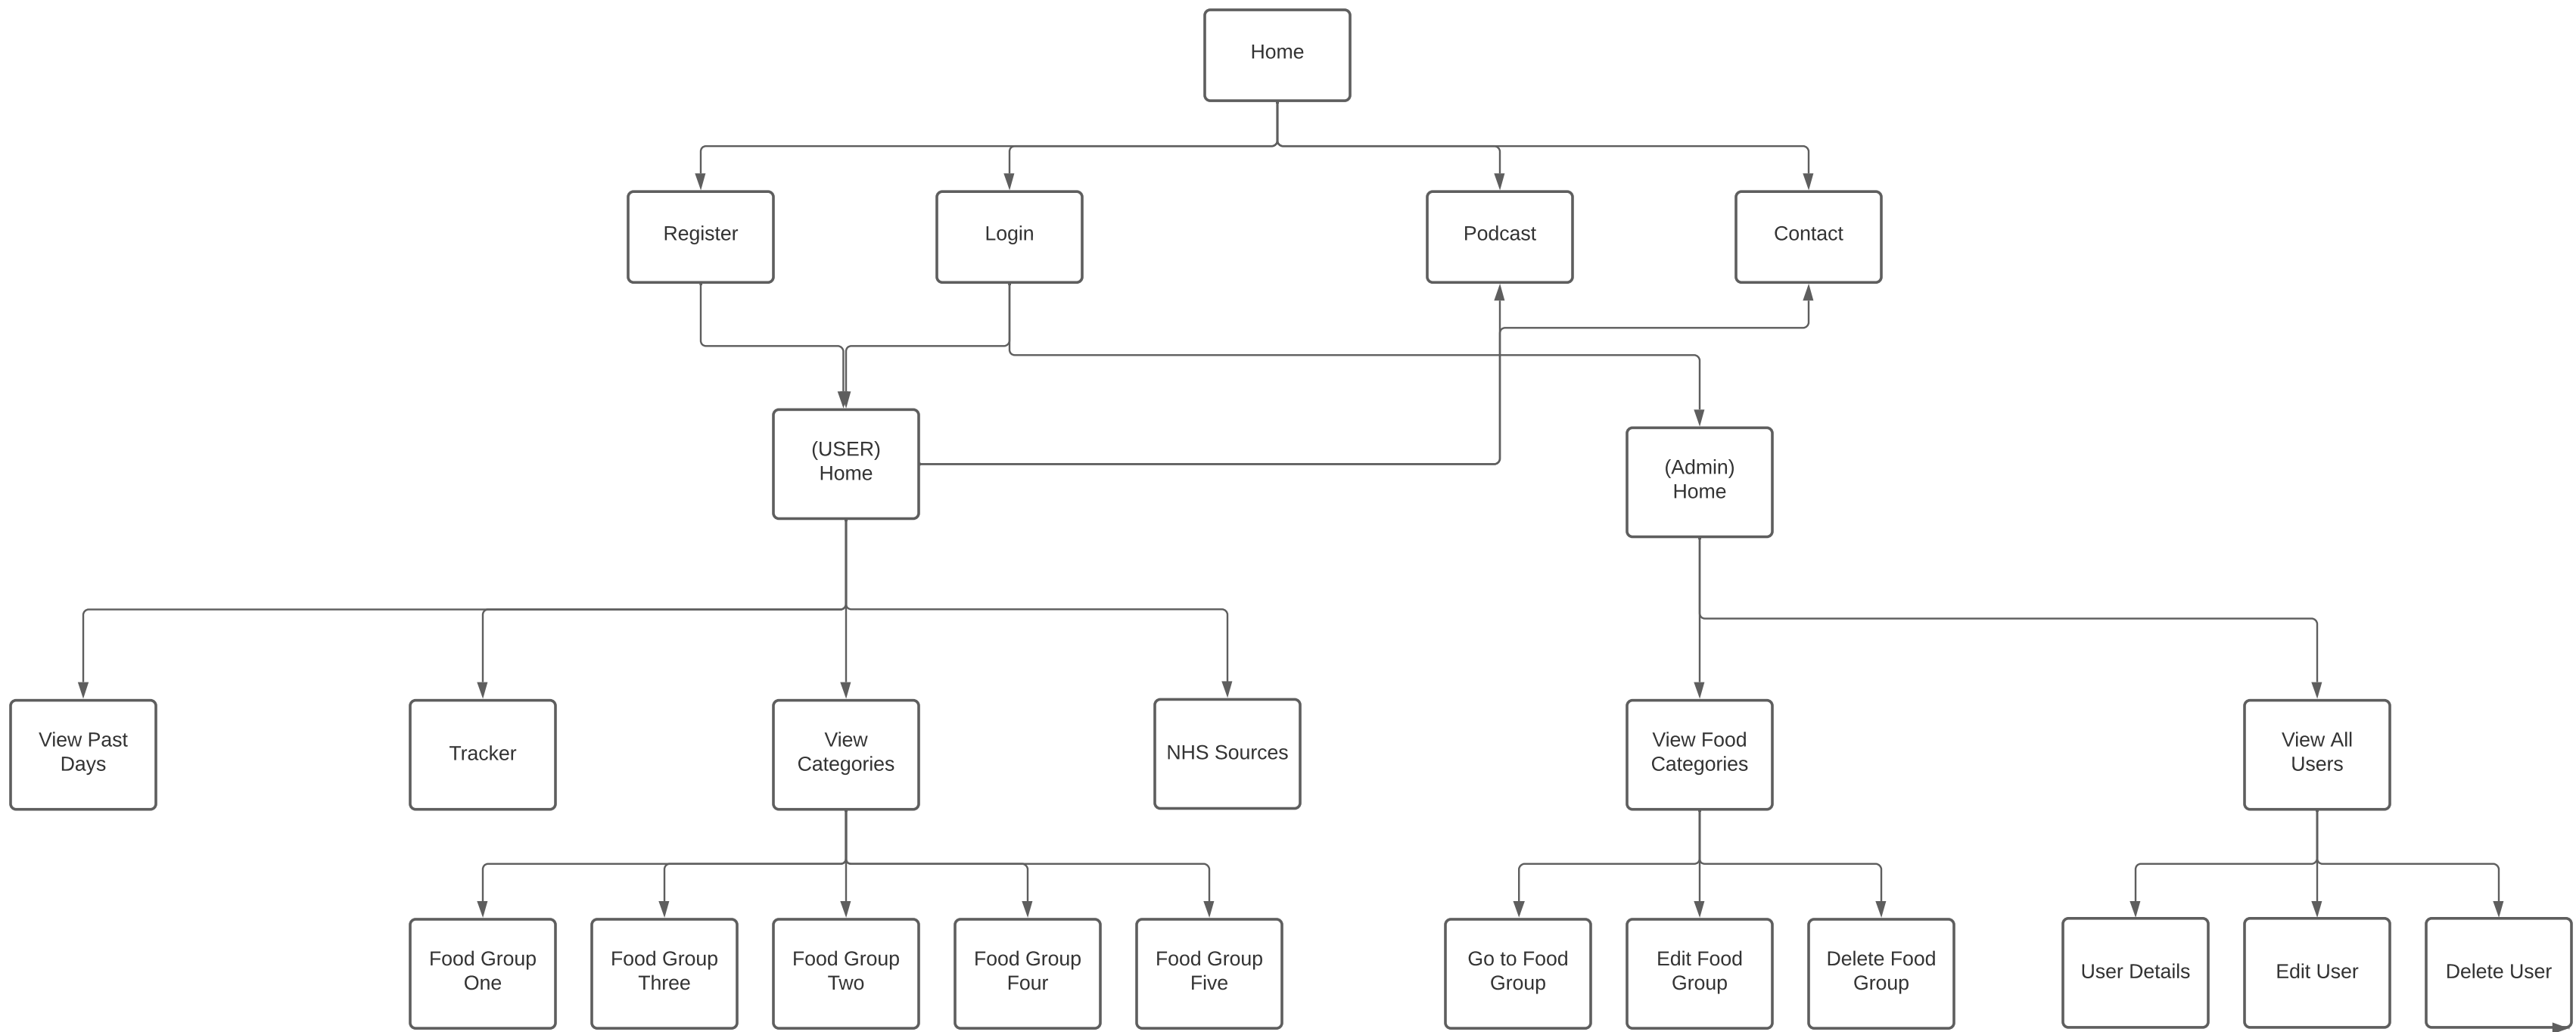 Home
Register
Login
Podcast
Contact
(USER)
Home
(Admin)
Home
View Past
Days
Tracker
View
Categories
NHS Sources
View Food
Categories
View All
Users
Food Group
One
Food Group
Three
Food Group
Two
Food Group
Four
Food Group
Five
Go to Food
Group
Edit Food
Group
Delete Food
Group
User Details
Edit User
Delete User